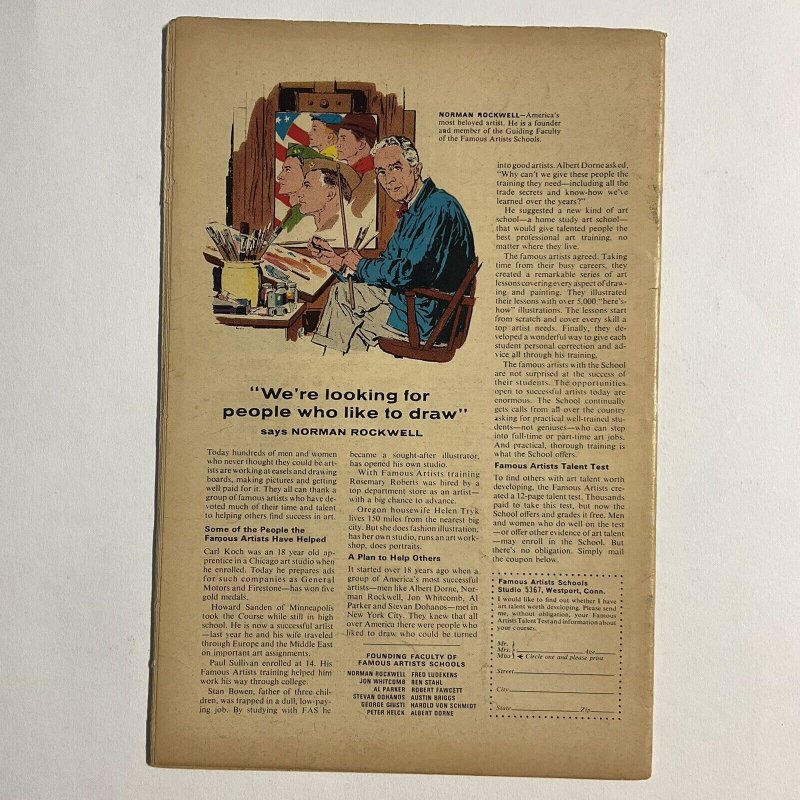 NORMAN ROCKWELL—America's
most beloved artist. He is a founder
and member of the Guiding Faculty
of the Famous Artists Schools.
"We're looking for
people who like to draw"
says NORMAN ROCKWELL
Today hundreds of men and women
who never thought they could be art-
ists are working at easels and drawing
boards, making pictures and getting
well paid for it. They all can thank a
group of famous artists who have de-
voted much of their time and talent
to helping others find success in art.
Some of the People the
Famous Artists Have Helped
Carl Koch was an 18 year old ap-
prentice in a Chicago art studio when
he enrolled. Today he prepares ads
for such companies as General
Motors and Firestone—has won five
gold medals.
Howard Sanden of Minneapolis
took the Course while still in high
school. He is now a successful artist
—last year he and his wife traveled
through Europe and the Middle East
on important art assignments.
Paul Sullivan enrolled at 14. His
Famous Artists training helped him
work his way through college.
Stan Bowen, father of three chil-
dren, was trapped in a dull, low-pay-
ing job. By studying with FAS he
became a sought-after illustrator,
has opened his own studio.
With Famous Artists training
Rosemary Roberts was hired by a
top department store as an artist—
with a big chance to advance.
Oregon housewife Helen Tryk
lives 150 miles from the nearest big
city. But she does fashion illustration;
has her own studio, runs an art work-
shop, does portraits.
A Plan to Help Others
It started over 18 years ago when a
group of America's most successful
artists—men like Albert Dorne, Nor-
man Rockwell, Jon Whitcomb, Al
Parker and Stevan Dohanos—met in
New York City. They knew that all
over America there were people who
liked to draw who could be turned
FOUNDING FACULTY OF
FAMOUS ARTISTS SCHOOLS
NORMAN ROCKWELL FRED LUDEKENS
JON WHITCOMB BEN STAHL
AL PARKER ROBERT FAWCETT
STEVAN DOHANOS AUSTIN BRIGGS
GEORGE GIUSTI HAROLD VON SCHMIDT
PETER HELCK ALBERT DORNE
into good artists. Albert Dorne asked,
"Why can't we give these people the
training they need—including all the
trade secrets and know-how we've
learned over the years?"
He suggested a new kind of art
school—a home study art school—
that would give talented people the
best professional art training, no
matter where they live.
The famous artists agreed. Taking
time from their busy careers, they
created a remarkable series of art
lessons covering every aspect of draw-
ing and painting. They illustrated
their lessons with over 5,000 "here's-
how" illustrations. The lessons start
from scratch and cover every skill a
top artist needs. Finally, they de-
veloped a wonderful way to give each
student personal correction and ad-
vice all through his training.
The famous artists with the School
are not surprised at the success of
their students. The opportunities
open to successful artists today are
enormous. The School continually
gets calls from all over the country
asking for practical well-trained stu-
dents—not geniuses—who can step
into full-time or part-time art jobs.
And practical, thorough training is
what the School offers.
Famous Artists Talent Test
To find others with art talent worth
developing, the Famous Artists cre-
ated a 12-page talent test. Thousands
paid to take this test, but now the
School offers and grades it free. Men
and women who do well on the test
—or offer other evidence of art talent
—may enroll in the School. But
there's no obligation. Simply mail
the coupon below.
Famous Artists Schools
Studio 5367, Westport, Conn.
I would like to find out whether I have
art talent worth developing. Please send
me, without obligation, your Famous
Artists Talent Test and information about
your courses.
Mr.
Mrs. Age
Miss Circle one and please print
Street
City
State Zip